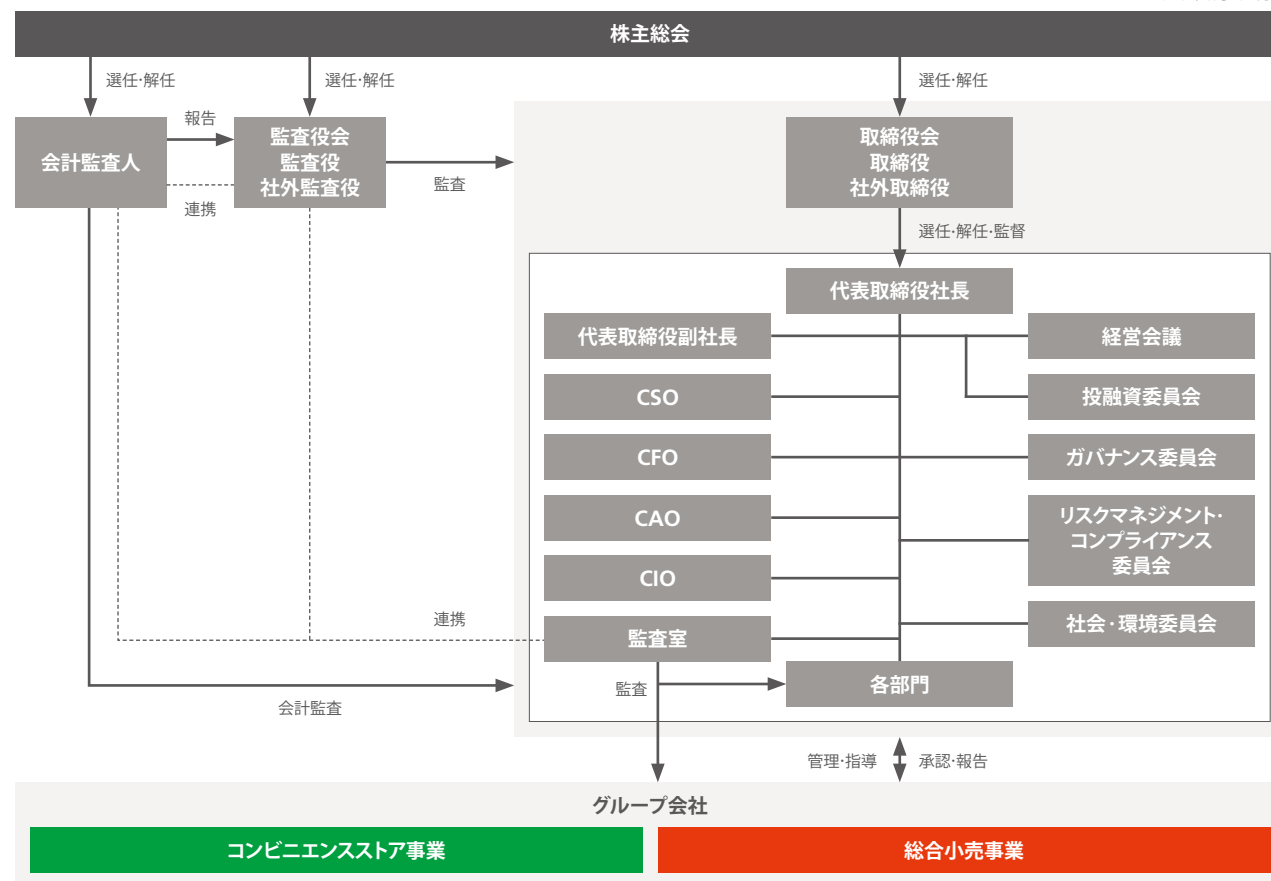 株主総会
選任·解任
選任·解任
選任·解任
報告
会計監査人
監査役会
監査役
社外監査役
監査
連携
取締役会
取締役
社外取締役
選任·解任·監督
代表取締役社長
代表取締役副社長
経営会議
CSO
投融資委員会
CFO
ガバナンス委員会
CAO
リスクマネジメント·
コンプライアンス
委員会
CIO
連携
監査室
社会·環境委員会
監査
各部門
会計監査
管理·指導
承認·報告
グループ会社
コンビニエンスストア事業
総合小売事業